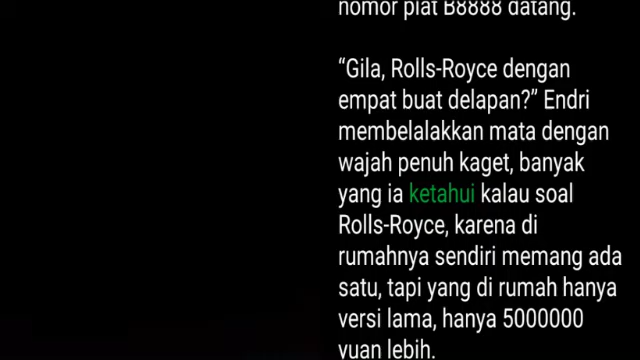 nomor plat B8888 datang.
“Gila, Rolls-Royce dengan
empat buat delapan?” Endri
membelalakkan mata dengan
wajah penuh kaget, banyak
yang ia ketahui kalau soal
Rolls-Royce, karena di
rumahnya sendiri memang ada
satu, tapi yang di rumah hanya
versi lama, hanya 5000000
yuan lebih.